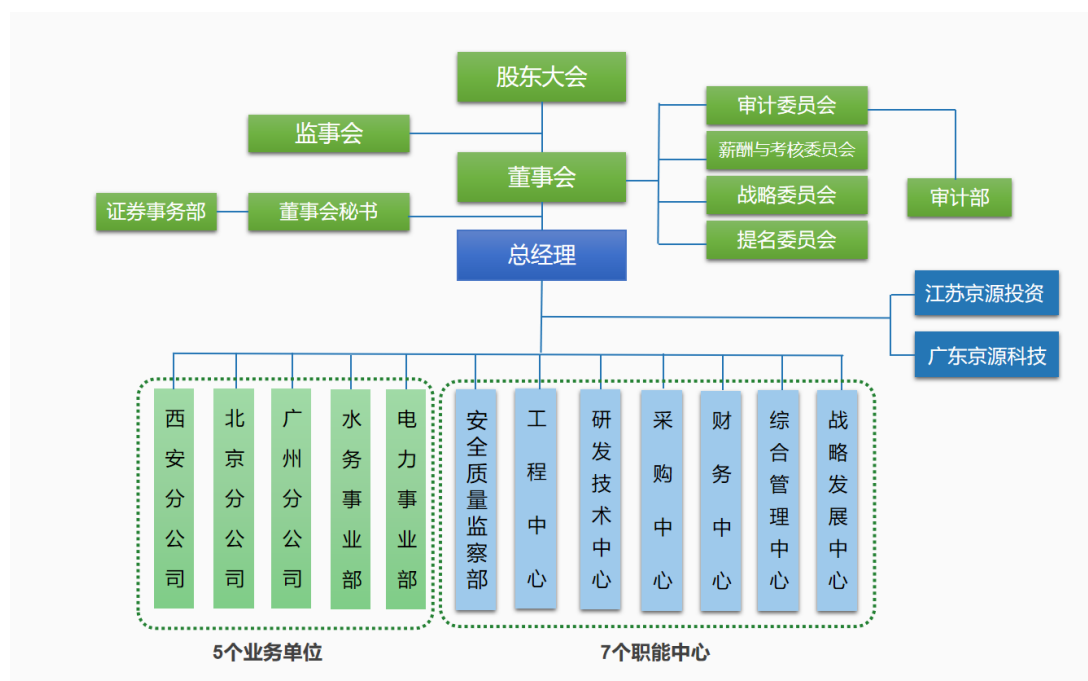 股东大会
监事会
董事会
审计委员会
薪酬与考核委员会
战略委员会
提名委员会
审计部
证券事务部
董事会秘书
总经理
江苏京源投资
广东京源科技
西安分公司
北京分公司
广州分公司
水务事业部
电力事业部
安全质量监察部
工程中心
研发技术中心
采购中心
财务中心
综合管理中心
战略发展中心
5个业务单位
7个职能中心